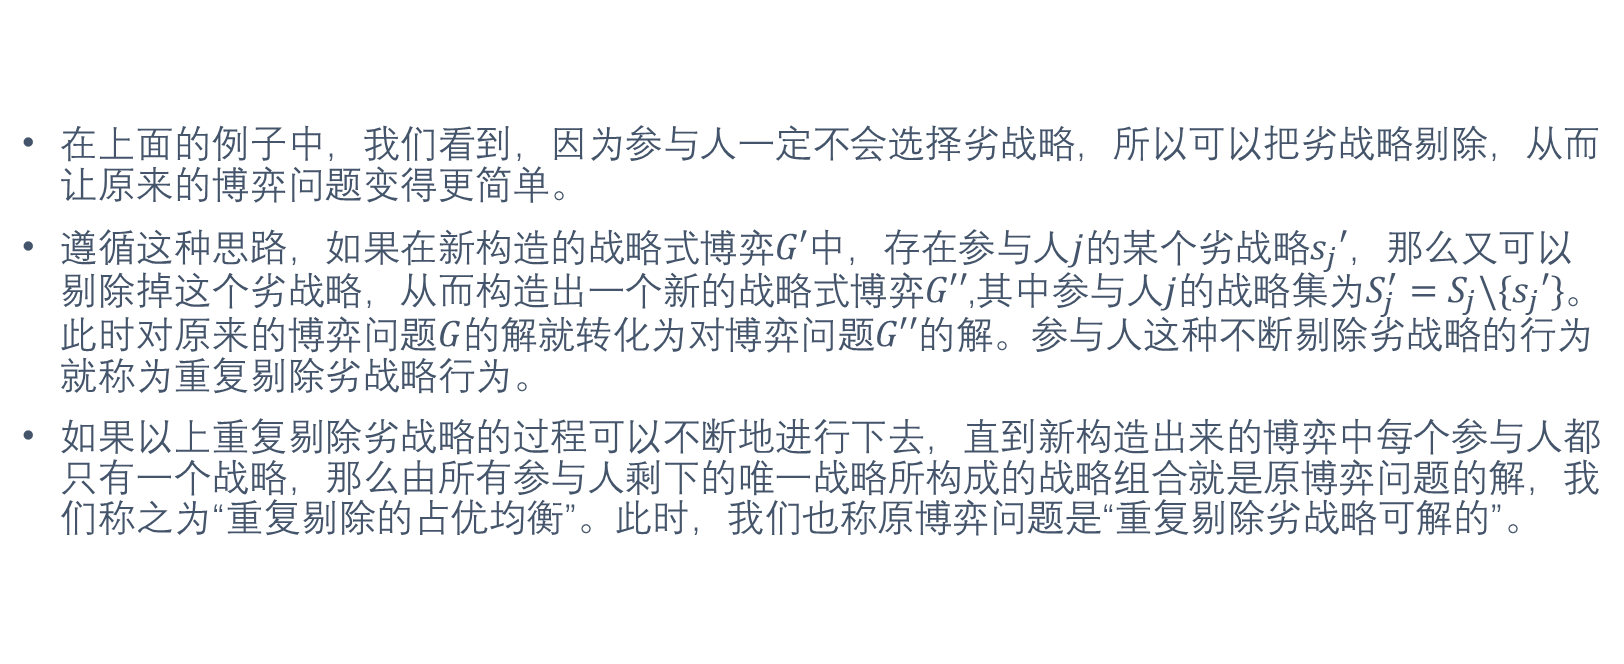 • 在上面的例子中，我们看到，因为参与人一定不会选择劣战略，所以可以把劣战略剔除，从而
让原来的博弈问题变得更简单。
• 遵循这种思路，如果在新构造的战略式博弈G′中，存在参与人j的某个劣战略sⱼ′，那么又可以
剔除掉这个劣战略，从而构造出一个新的战略式博弈G′′,其中参与人j的战略集为S′ⱼ = Sⱼ\{sⱼ′}。
此时对原来的博弈问题G的解就转化为对博弈问题G′′的解。参与人这种不断剔除劣战略的行为
就称为重复剔除劣战略行为。
• 如果以上重复剔除劣战略的过程可以不断地进行下去，直到新构造出来的博弈中每个参与人都
只有一个战略，那么由所有参与人剩下的唯一战略所构成的战略组合就是原博弈问题的解，我
们称之为“重复剔除的占优均衡”。此时，我们也称原博弈问题是“重复剔除劣战略可解的”。